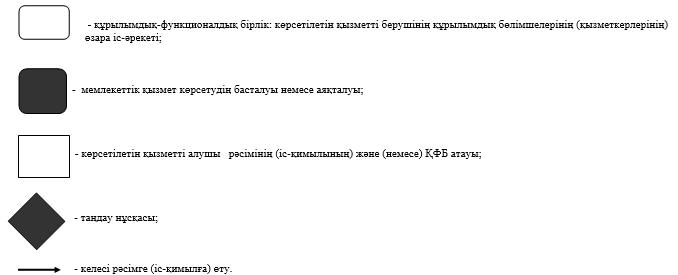 - құрылымдық-функционалдық бірлік: көрсетілетін қызметті берушінің құрылымдық бөлімшелерінің (қызметкерлерінің)
өзара іс-әрекеті;
- мемлекеттік қызмет көрсетудің басталуы немесе аяқталуы;
- көрсетілетін қызметті алушы рәсімінің (іс-қимылының) және (немесе) ҚФБ атауы;
- таңдау нұсқасы;
- келесі рәсімге (іс-қимылға) өту.